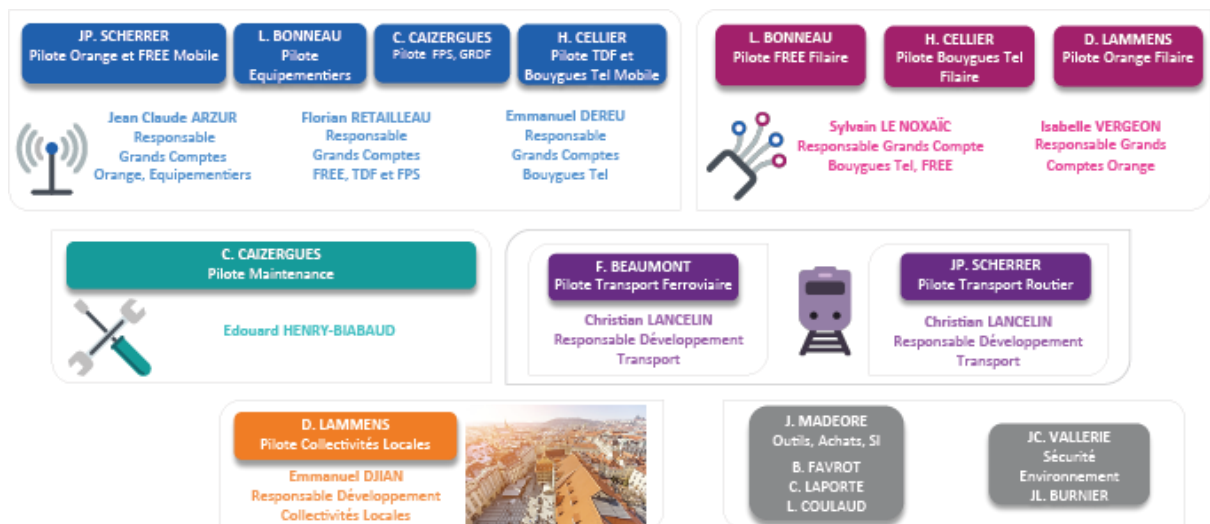 JP. SCHERRER
Pilote Orange et FREE Mobile
L. BONNEAU
Pilote
Equipementiers
C. CAIZERGUES
Pilote FPS, GRDF
H. CELLIER
Pilote TDF et
Bouygues Tel Mobile
Jean Claude ARZUR
Responsable
Grands Comptes
Orange, Equipementiers
Florian RETAILLEAU
Responsable
Grands Comptes
FREE, TDF et FPS
Emmanuel DEREU
Responsable
Grands Comptes
Bouygues Tel
L. BONNEAU
Pilote FREE Filaire
H. CELLIER
Pilote Bouygues Tel
Filaire
D. LAMMENS
Pilote Orange Filaire
Sylvain LE NOXAÏC
Responsable Grands Compte
Bouygues Tel, FREE
Isabelle VERGEON
Responsable Grands
Comptes Orange
C. CAIZERGUES
Pilote Maintenance
Edouard HENRY-BIABAUD
F. BEAUMONT
Pilote Transport Ferroviaire
Christian LANCELIN
Responsable Développement
Transport
JP. SCHERRER
Pilote Transport Routier
Christian LANCELIN
Responsable Développement
Transport
D. LAMMENS
Pilote Collectivités Locales
Emmanuel DJIAN
Responsable Développement
Collectivités Locales
J. MADEORE
Outils, Achats, SI
B. FAVROT
C. LAPORTE
L. COULAUD
JC. VALLERIE
Sécurité
Environnement
JL. BURNIER